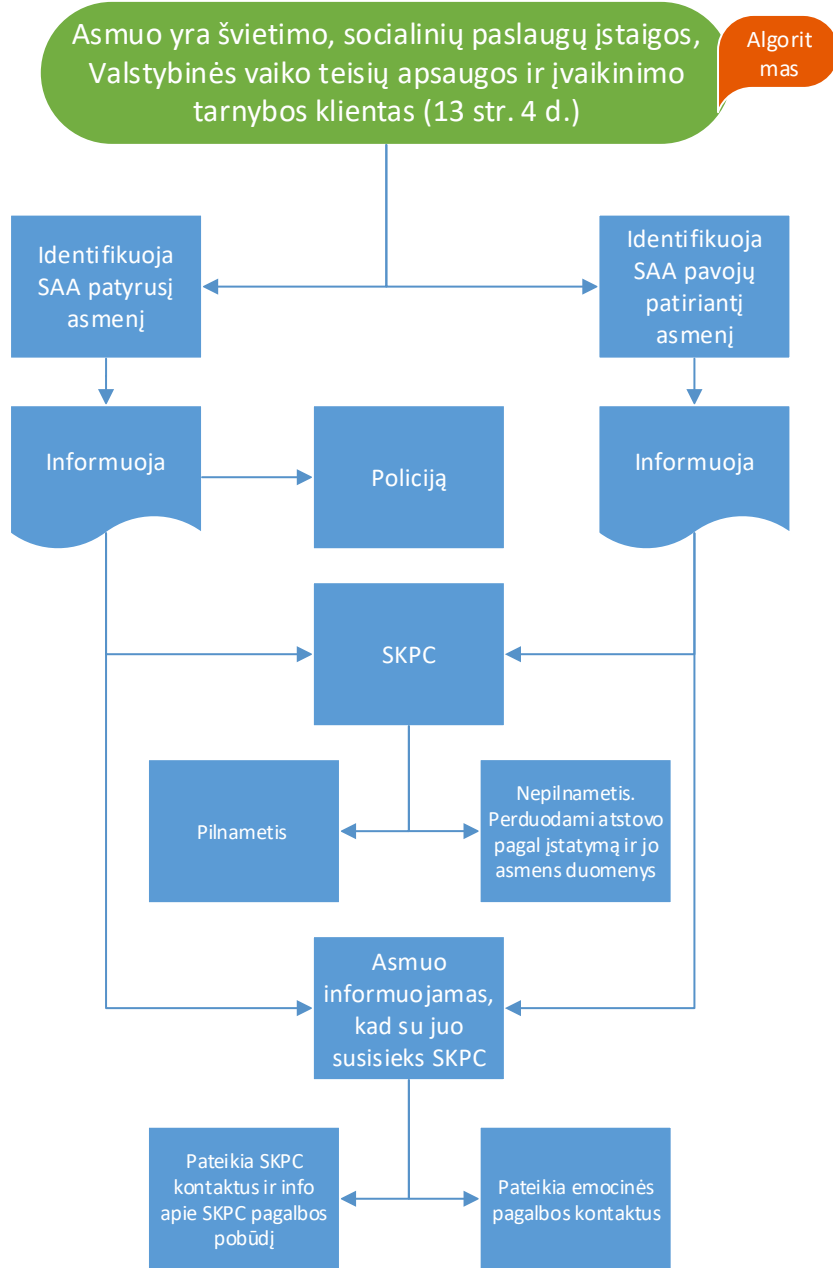 Asmuo yra švietimo, socialinių paslaugų įstaigos,
Valstybinės vaiko teisių apsaugos ir įvaikinimo
tarnybos klientas (13 str. 4 d.)
Algorit
mas
Identifikuoja
SAA patyrusį
asmenį
Identifikuoja
SAA pavojų
patiriantį
asmenį
Informuoja
Policiją
Informuoja
SKPC
Pilnametis
Nepilnametis.
Perduodami atstovo
pagal įstatymą ir jo
asmens duomenys
Asmuo
informuojamas,
kad su juo
susisieks SKPC
Pateikia SKPC
kontaktus ir info
apie SKPC pagalbos
pobūdį
Pateikia emocinės
pagalbos kontaktus